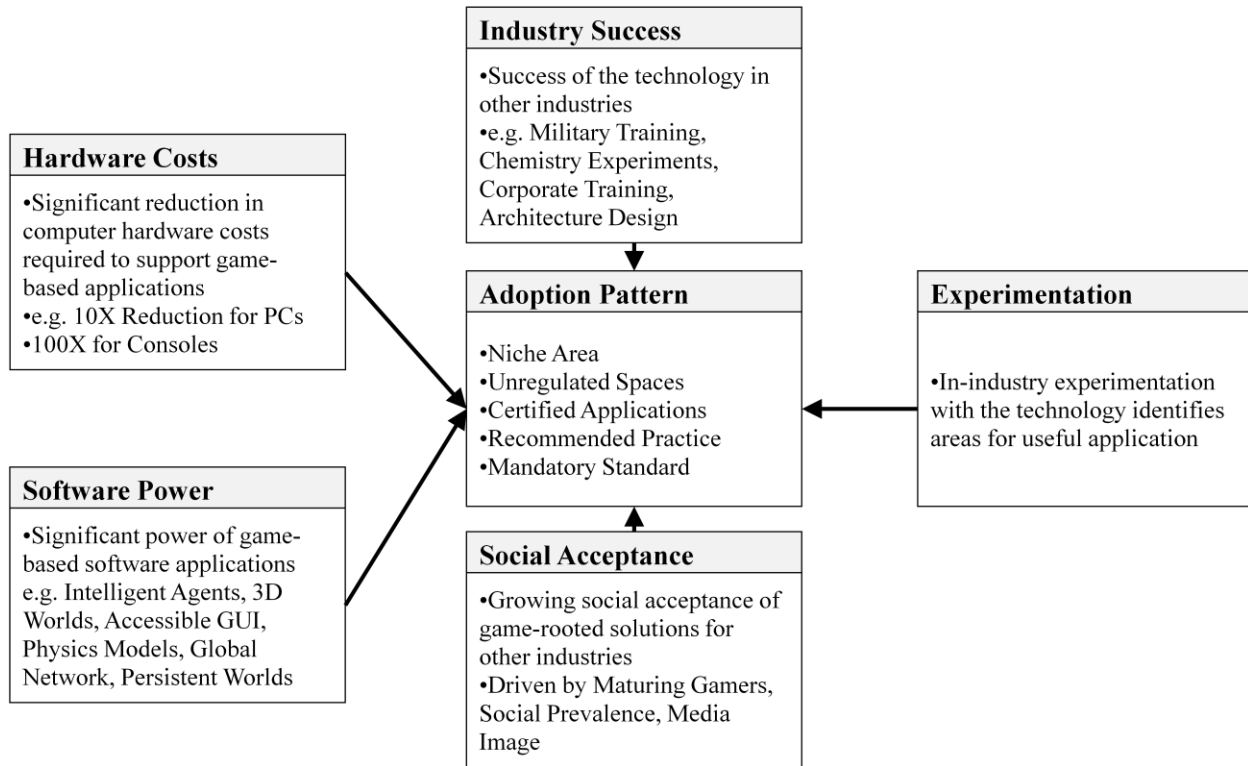 Industry Success
•Success of the technology in
other industries
•e.g. Military Training,
Chemistry Experiments,
Corporate Training,
Architecture Design
Hardware Costs
•Significant reduction in
computer hardware costs
required to support game-
based applications
•e.g. 10X Reduction for PCs
•100X for Consoles
Adoption Pattern
•Niche Area
•Unregulated Spaces
•Certified Applications
•Recommended Practice
•Mandatory Standard
Experimentation
•In-industry experimentation
with the technology identifies
areas for useful application
Software Power
•Significant power of game-
based software applications
e.g. Intelligent Agents, 3D
Worlds, Accessible GUI,
Physics Models, Global
Network, Persistent Worlds
Social Acceptance
•Growing social acceptance of
game-rooted solutions for
other industries
•Driven by Maturing Gamers,
Social Prevalence, Media
Image